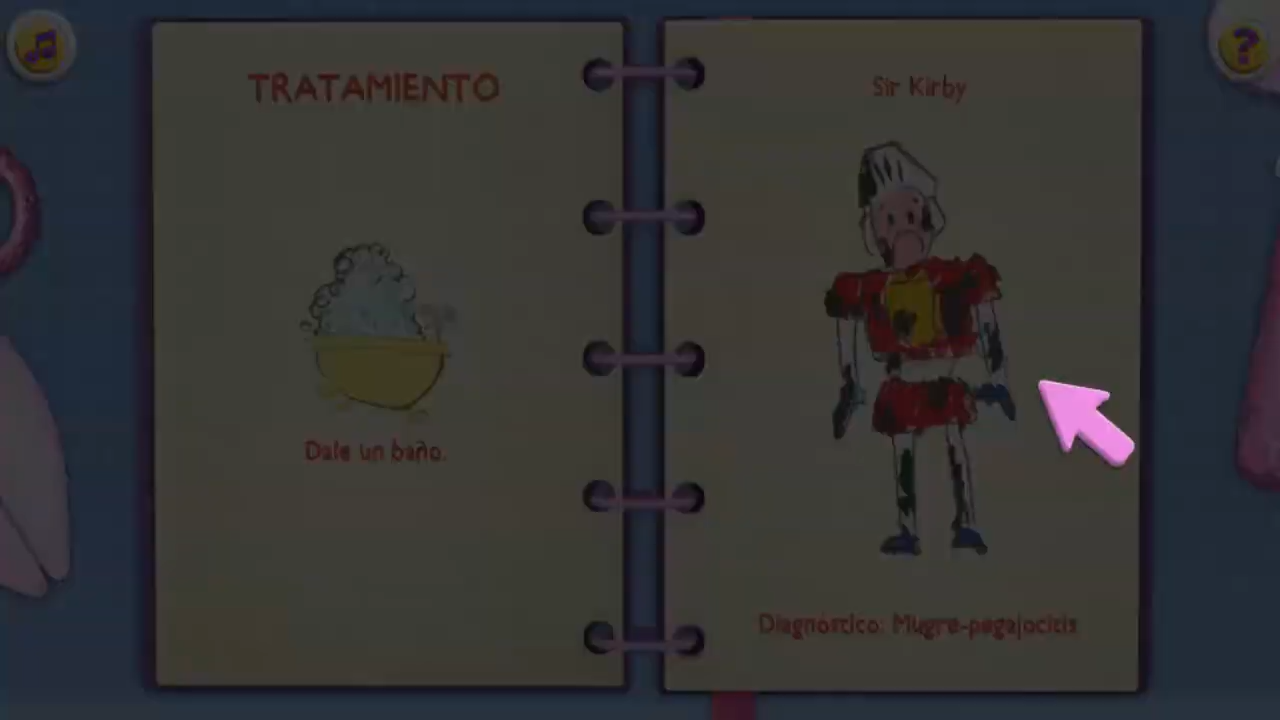 TRATAMIENTO
Dale un baño.
Sir Kirby
Diagnóstico: Mugre-pegajocitis
?